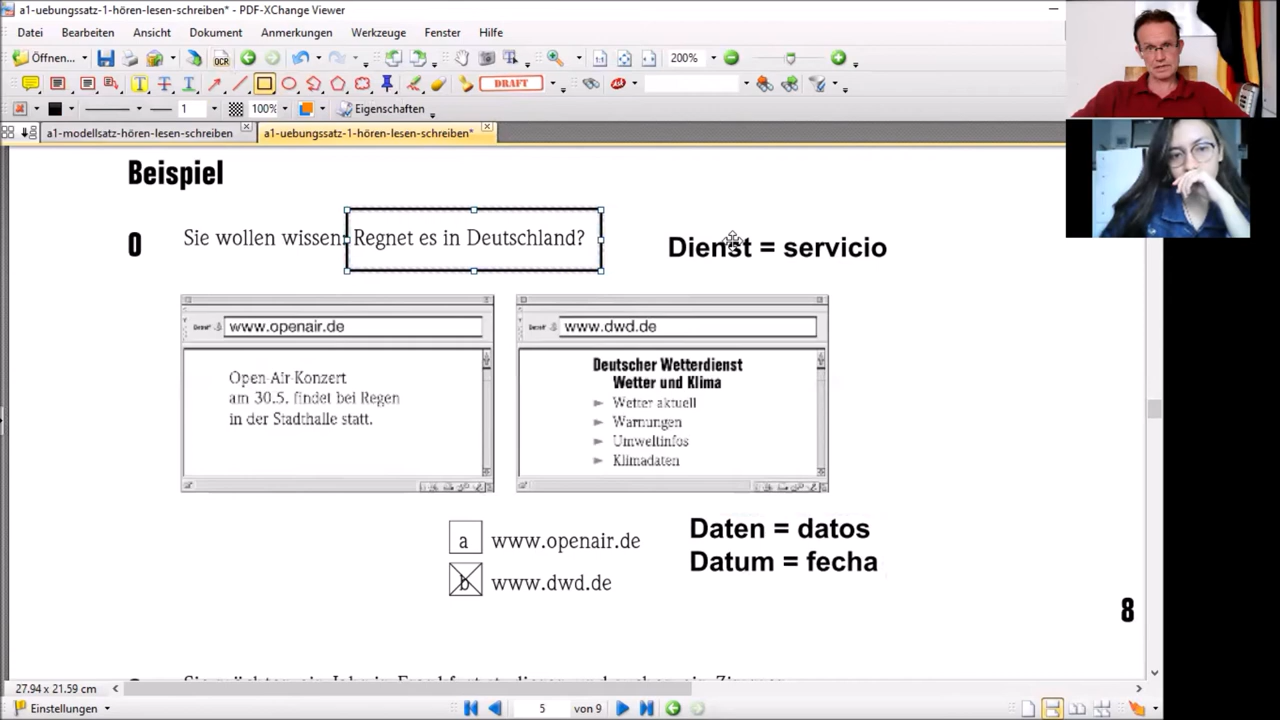 a1-uebungssatz-1-hören-lesen-schreiben* - PDF-XChange Viewer
Datei Bearbeiten Ansicht Dokument Anmerkungen Werkzeuge Fenster Hilfe
Öffnen... OCR 200%
DRAFT
1 100% Eigenschaften
a1-modellsatz-hören-lesen-schreiben a1-uebungssatz-1-hören-lesen-schreiben*
Beispiel
0 Sie wollen wissen: Regnet es in Deutschland? Dienst = servicio
www.openair.de www.dwd.de
Open-Air-Konzert
am 30.5. findet bei Regen
in der Stadthalle statt.
Deutscher Wetterdienst
Wetter und Klima
Wetter aktuell
Warnungen
Umweltinfos
Klimadaten
a www.openair.de
b www.dwd.de
Daten = datos
Datum = fecha
8
27.94 x 21.59 cm
Einstellungen 5 von 9